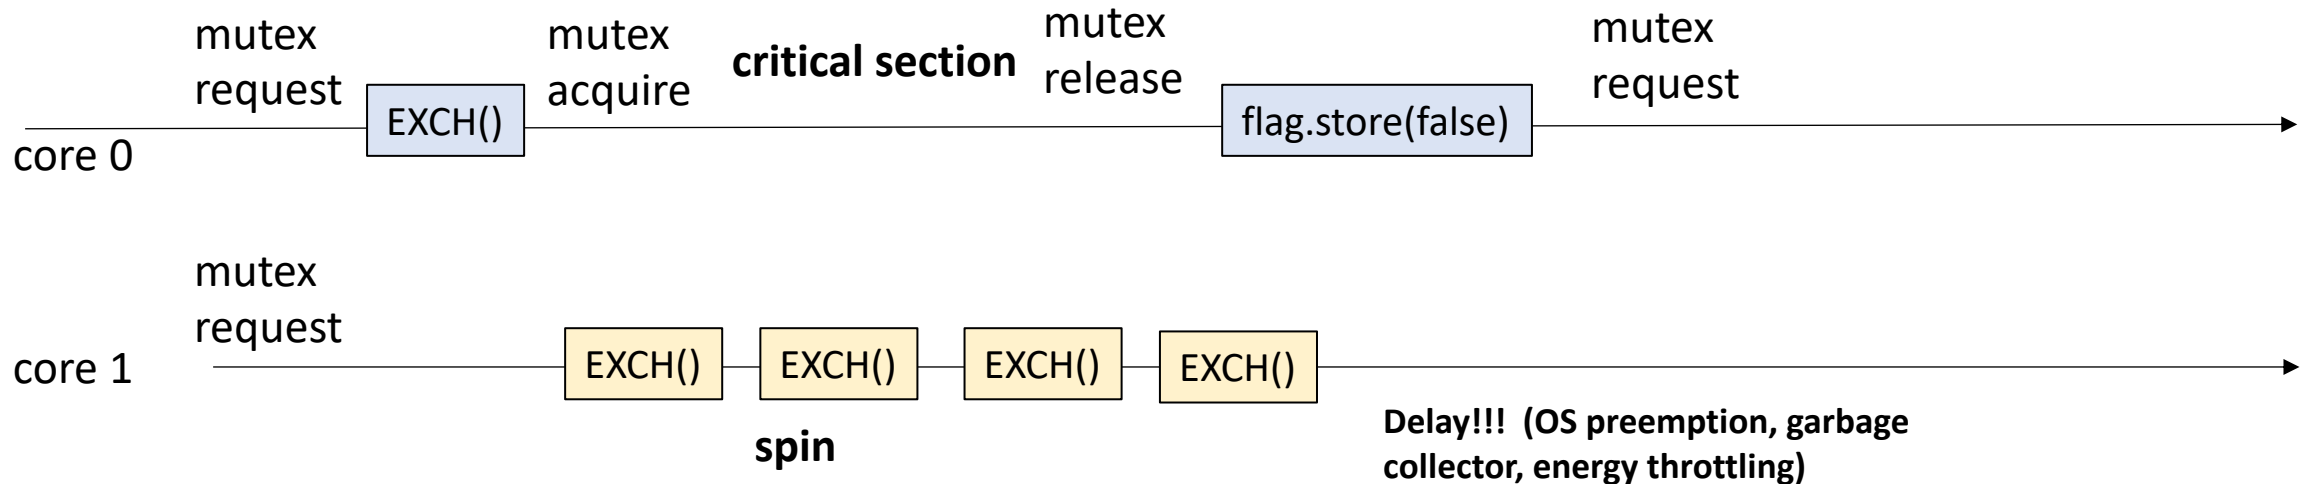 mutex
request
EXCH()
mutex
acquire
critical section
mutex
release
flag.store(false)
mutex
request
core 0
mutex
request
core 1
EXCH()
EXCH()
EXCH()
EXCH()
spin
Delay!!! (OS preemption, garbage
collector, energy throttling)